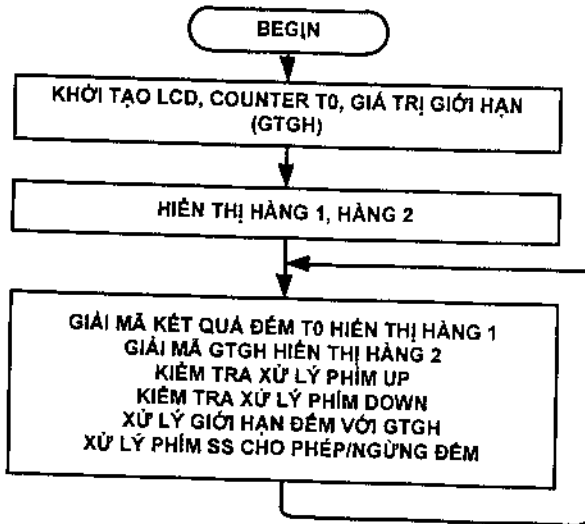 BEGIN
KHỞI TẠO LCD, COUNTER T0, GIÁ TRỊ GIỚI HẠN
(GTGH)
HIỂN THỊ HÀNG 1, HÀNG 2
GIẢI MÃ KẾT QUẢ ĐẾM T0 HIỂN THỊ HÀNG 1
GIẢI MÃ GTGH HIỂN THỊ HÀNG 2
KIỂM TRA XỬ LÝ PHÍM UP
KIỂM TRA XỬ LÝ PHÍM DOWN
XỬ LÝ GIỚI HẠN ĐẾM VỚI GTGH
XỬ LÝ PHÍM SS CHO PHÉP/NGỪNG ĐẾM